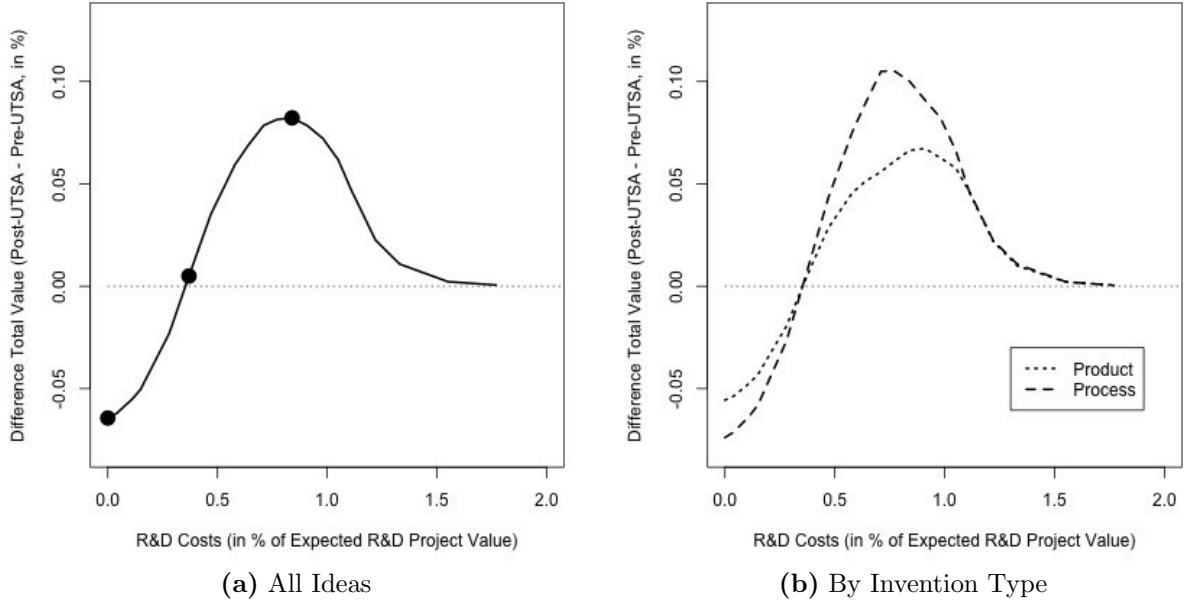 Difference Total Value (Post-UTSA - Pre-UTSA, in %)
0.10
0.05
0.00
-0.05
0.0 0.5 1.0 1.5 2.0
R&D Costs (in % of Expected R&D Project Value)
(a) All Ideas
Difference Total Value (Post-UTSA - Pre-UTSA, in %)
0.10
0.05
0.00
-0.05
Product
Process
0.0 0.5 1.0 1.5 2.0
R&D Costs (in % of Expected R&D Project Value)
(b) By Invention Type